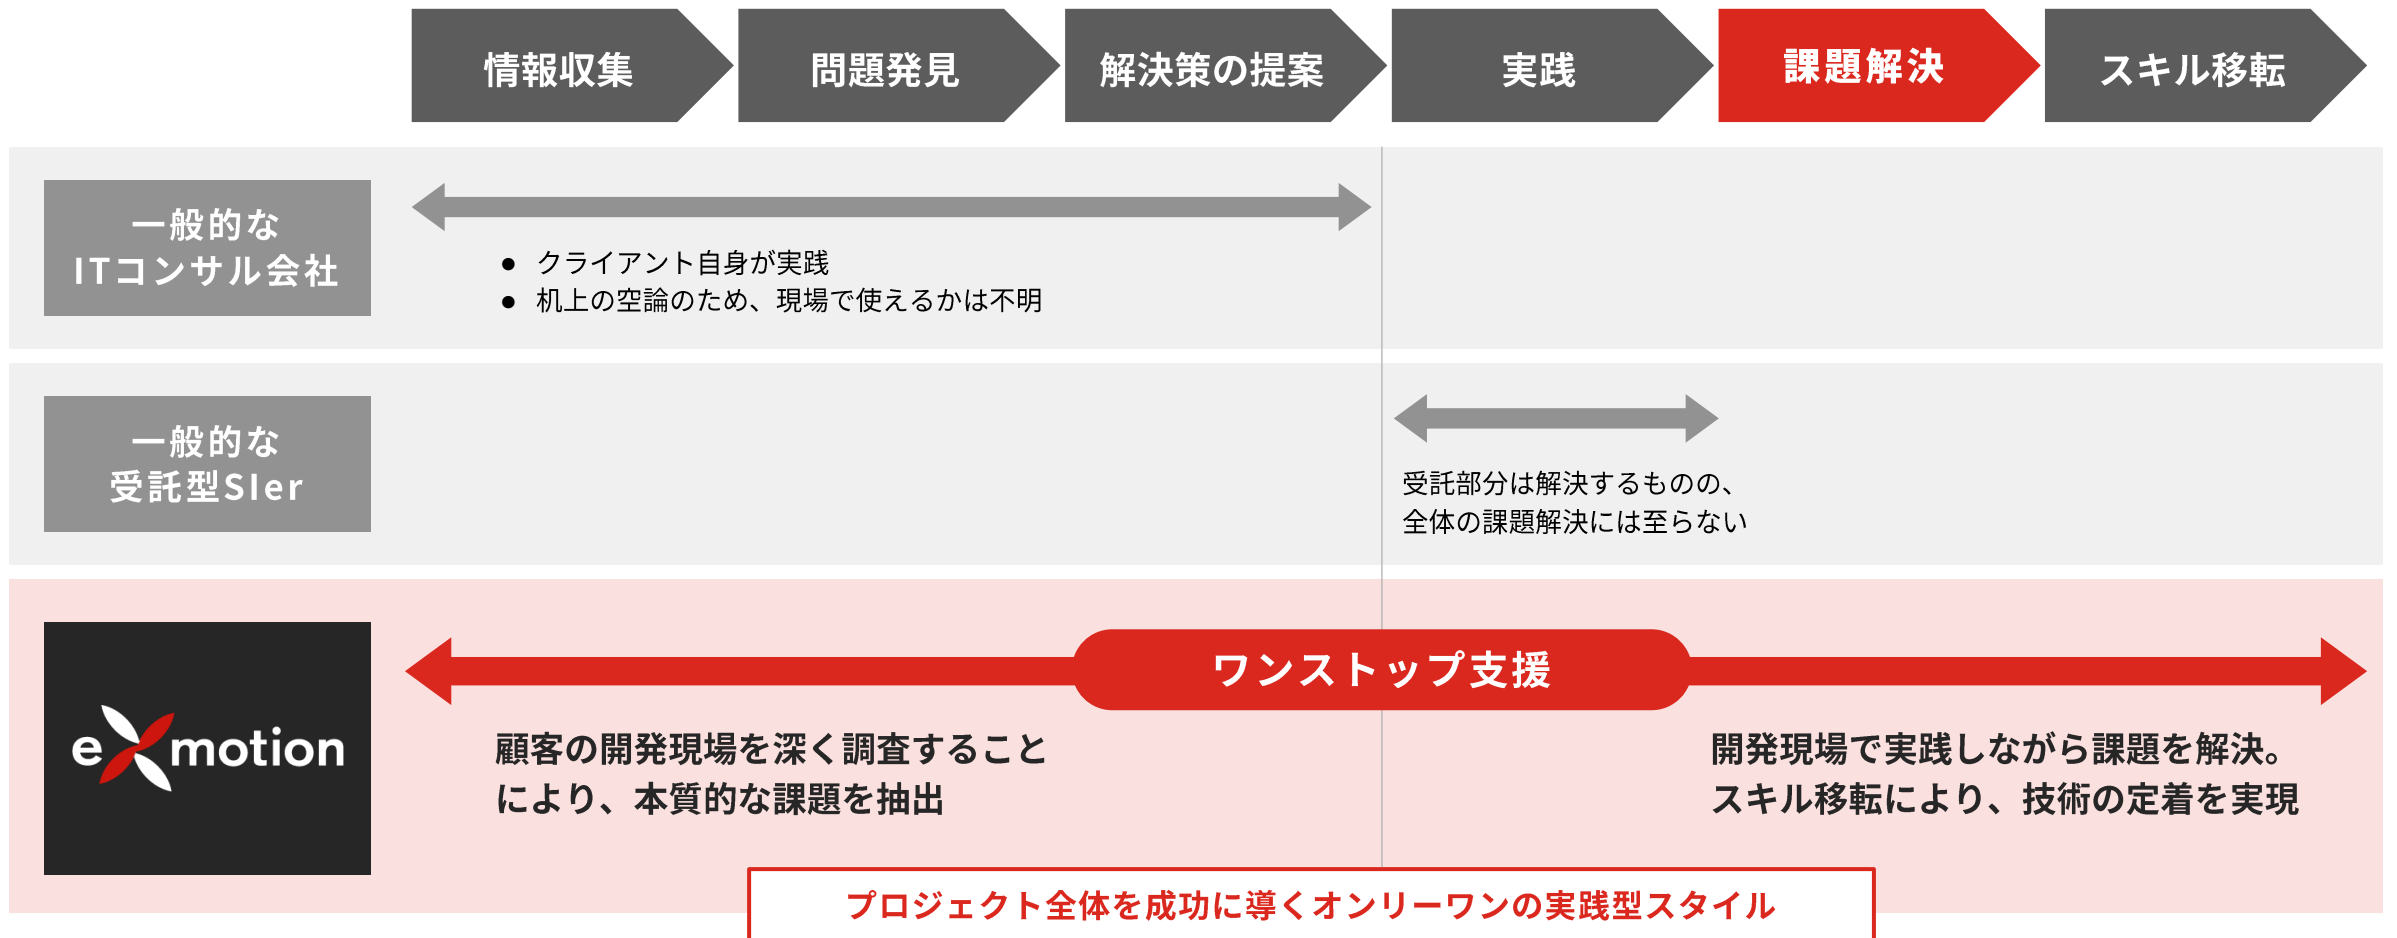 情報収集
問題発見
解決策の提案
実践
課題解決
スキル移転
一般的な
ITコンサル会社
● クライアント自身が実践
● 机上の空論のため、現場で使えるかは不明
一般的な
受託型SIer
受託部分は解決するものの、
全体の課題解決には至らない
eXmotion
ワンストップ支援
顧客の開発現場を深く調査すること
により、本質的な課題を抽出
開発現場で実践しながら課題を解決。
スキル移転により、技術の定着を実現
プロジェクト全体を成功に導くオンリーワンの実践型スタイル